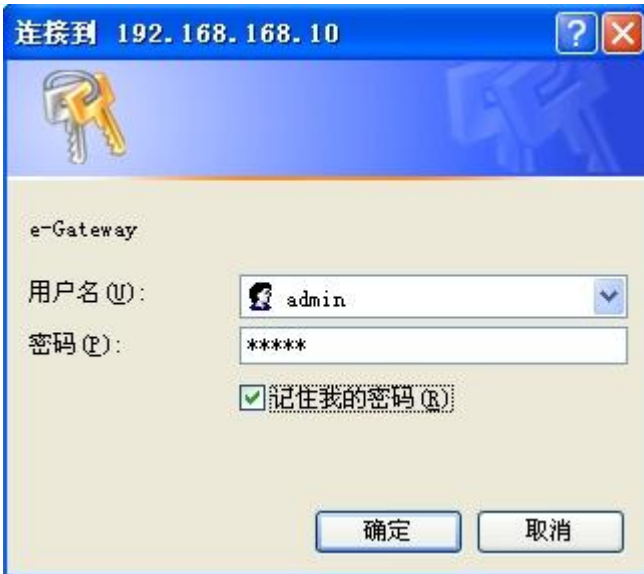 连接到 192.168.168.10
e-Gateway
用户名(U):
admin
密码(P):
*****
记住我的密码(R)
确定
取消